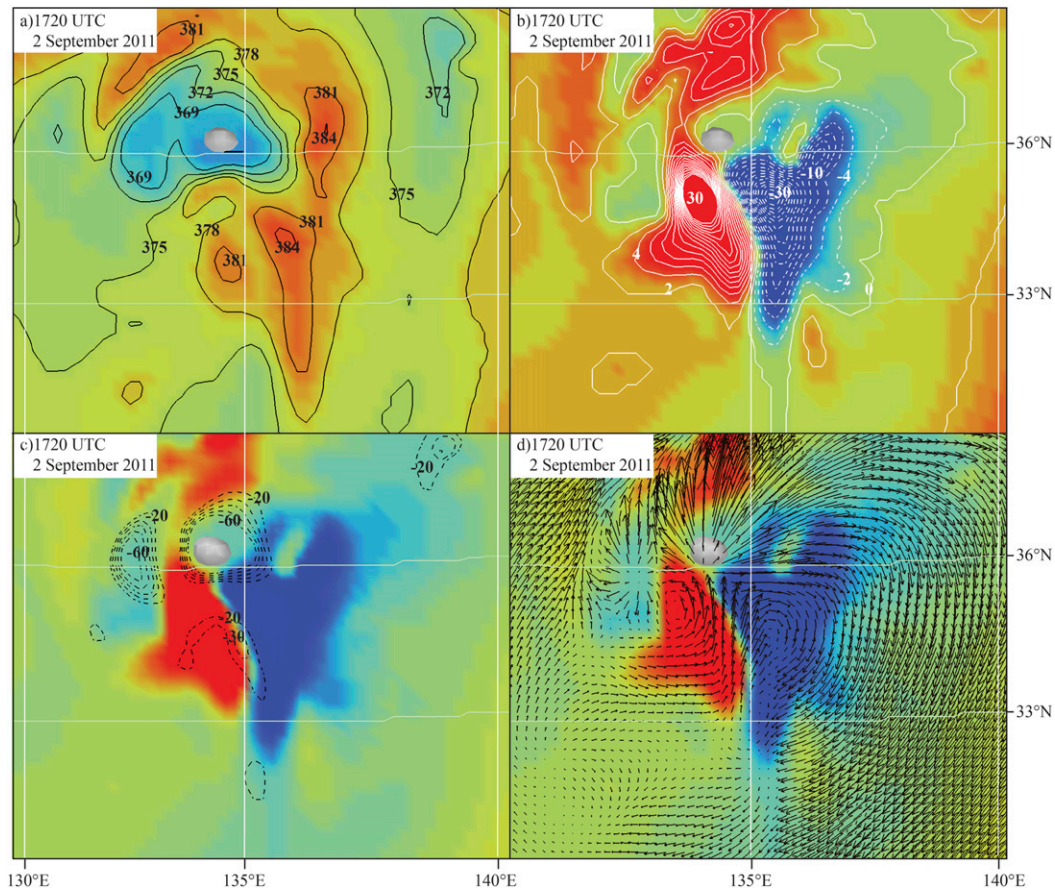 a)1720 UTC
2 September 2011
381
378
375
372
369
381
384
372
369
375
378
381
375
384
381
b)1720 UTC
2 September 2011
36°N
-10
-4
-30
30
4
2
-2
0
33°N
c)1720 UTC
2 September 2011
-20
-20
-20
-60
-60
-20
-30
d)1720 UTC
2 September 2011
36°N
33°N
130°E
135°E
140°E
135°E
140°E